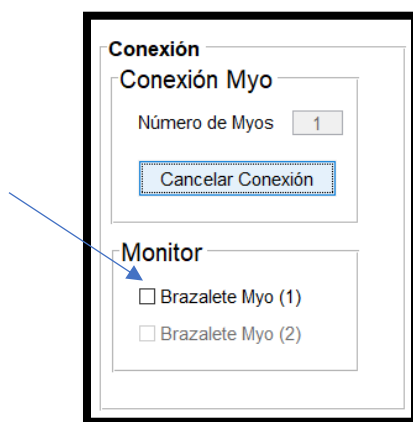 Conexión
Conexión Myo
Número de Myos 1
Cancelar Conexión
Monitor
Brazalete Myo (1)
Brazalete Myo (2)